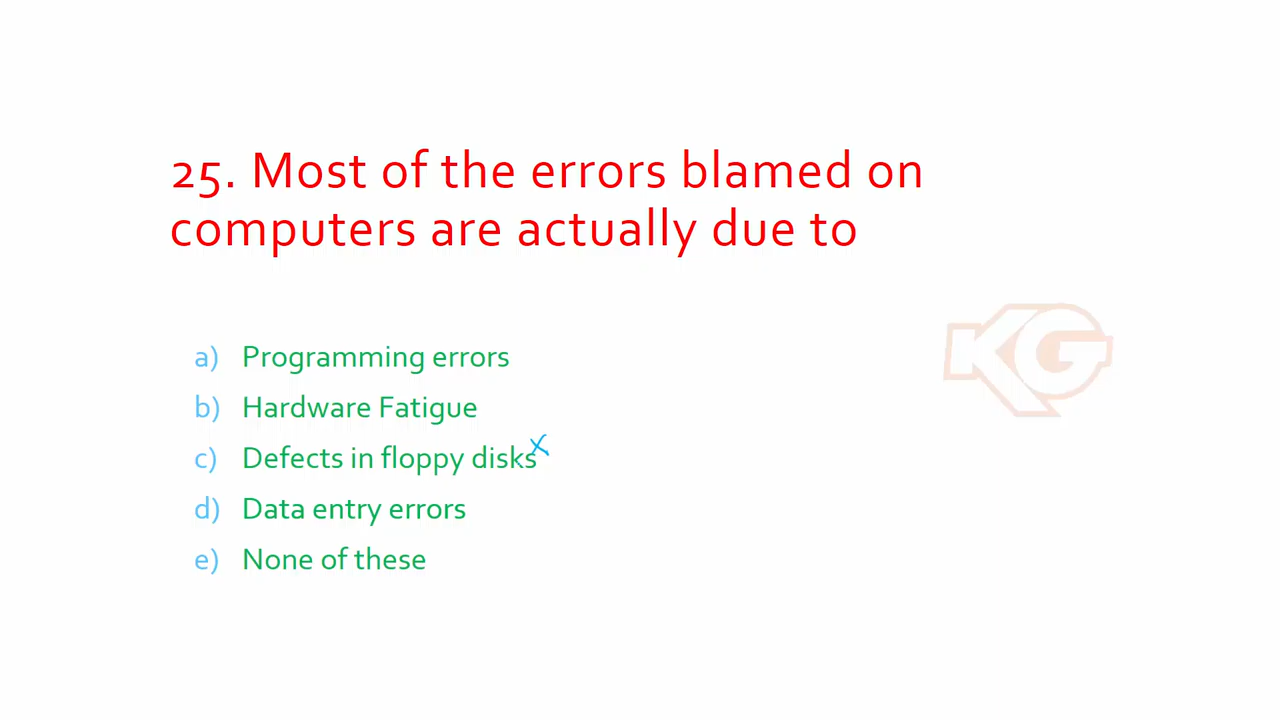 25. Most of the errors blamed on
computers are actually due to
a) Programming errors
b) Hardware Fatigue
c) Defects in floppy disks
d) Data entry errors
e) None of these
KG